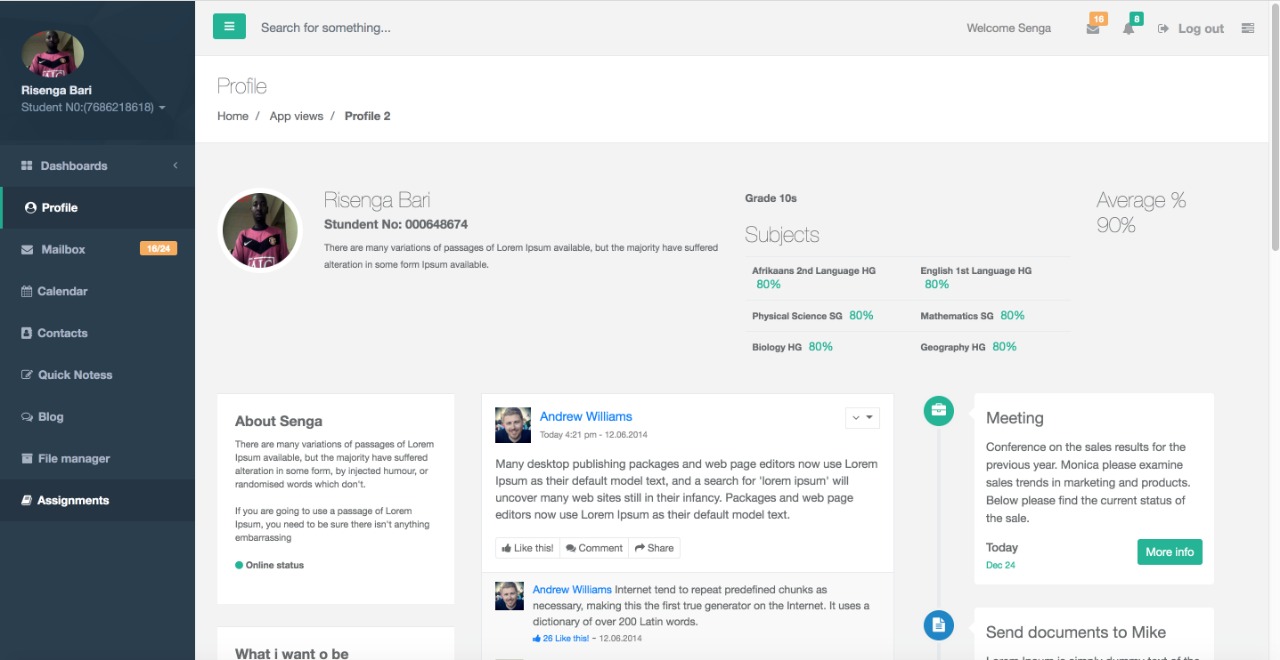 Risenga Bari
Student N0:(7686218618)
Dashboards
Profile
Mailbox 16/24
Calendar
Contacts
Quick Notess
Blog
File manager
Assignments
Search for something...
Welcome Senga 16 8 Log out
Profile
Home / App views / Profile 2
Risenga Bari
Stundent No: 000648674
There are many variations of passages of Lorem Ipsum available, but the majority have suffered
alteration in some form Ipsum available.
Grade 10s
Subjects
Afrikaans 2nd Language HG English 1st Language HG
80% 80%
Physical Science SG 80% Mathematics SG 80%
Biology HG 80% Geography HG 80%
Average %
90%
About Senga
There are many variations of passages of Lorem
Ipsum available, but the majority have suffered
alteration in some form, by injected humour, or
randomised words which don't.
If you are going to use a passage of Lorem
Ipsum, you need to be sure there isn't anything
embarrassing
Online status
What i want o be
Andrew Williams
Today 4:21 pm - 12.06.2014
Many desktop publishing packages and web page editors now use Lorem
Ipsum as their default model text, and a search for 'lorem ipsum' will
uncover many web sites still in their infancy. Packages and web page
editors now use Lorem Ipsum as their default model text.
Like this! Comment Share
Andrew Williams Internet tend to repeat predefined chunks as
necessary, making this the first true generator on the Internet. It uses a
dictionary of over 200 Latin words.
26 Like this! - 12.06.2014
Meeting
Conference on the sales results for the
previous year. Monica please examine
sales trends in marketing and products.
Below please find the current status of
the sale.
Today
Dec 24
More info
Send documents to Mike
Lorem Ipsum is simply dummy text of the